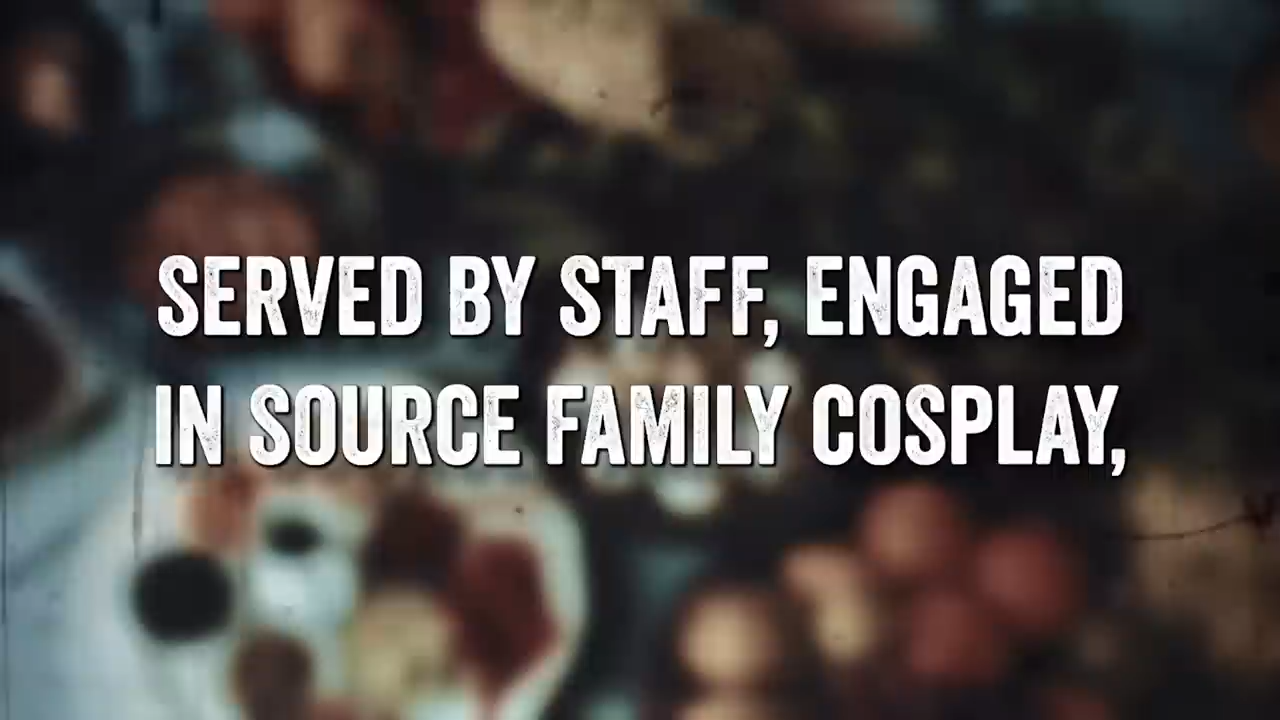 SERVED BY STAFF, ENGAGED
IN SOURCE FAMILY COSPLAY,